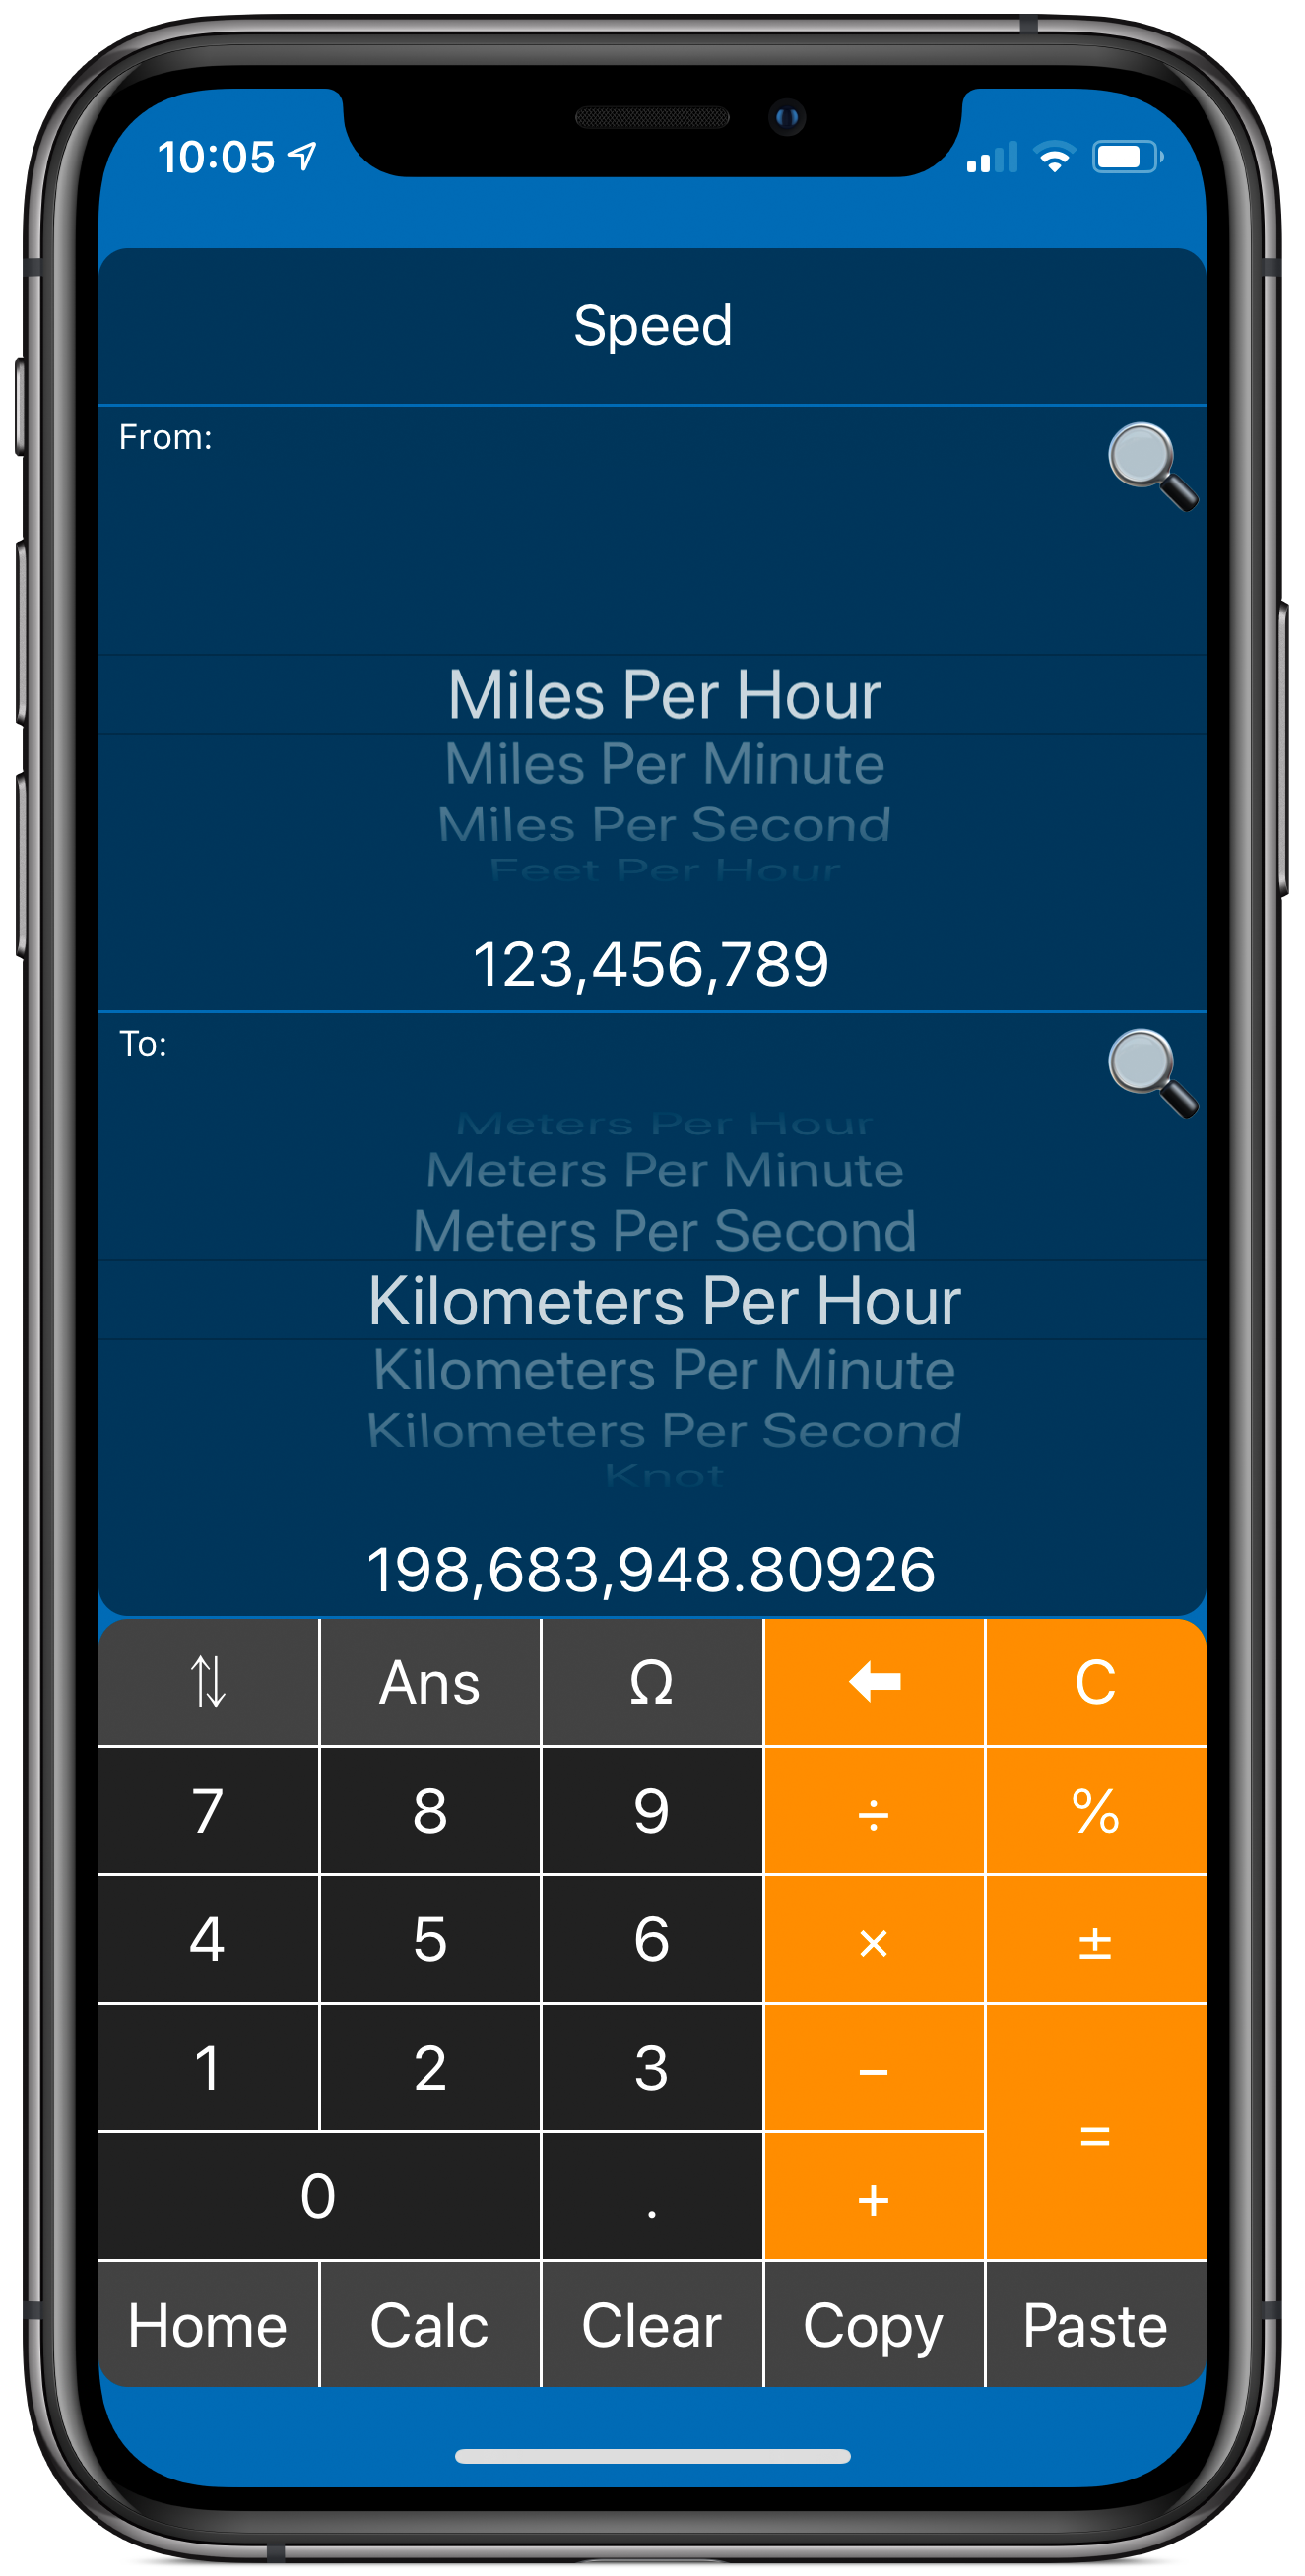 10:05
Speed
From:
Miles Per Hour
Miles Per Minute
Miles Per Second
Feet Per Hour
123,456,789
To:
Meters Per Hour
Meters Per Minute
Meters Per Second
Kilometers Per Hour
Kilometers Per Minute
Kilometers Per Second
Knot
198,683,948.80926
⇅ Ans Ω ⬅ C
7 8 9 ÷ %
4 5 6 × ±
1 2 3 −
=
0 . +
Home Calc Clear Copy Paste